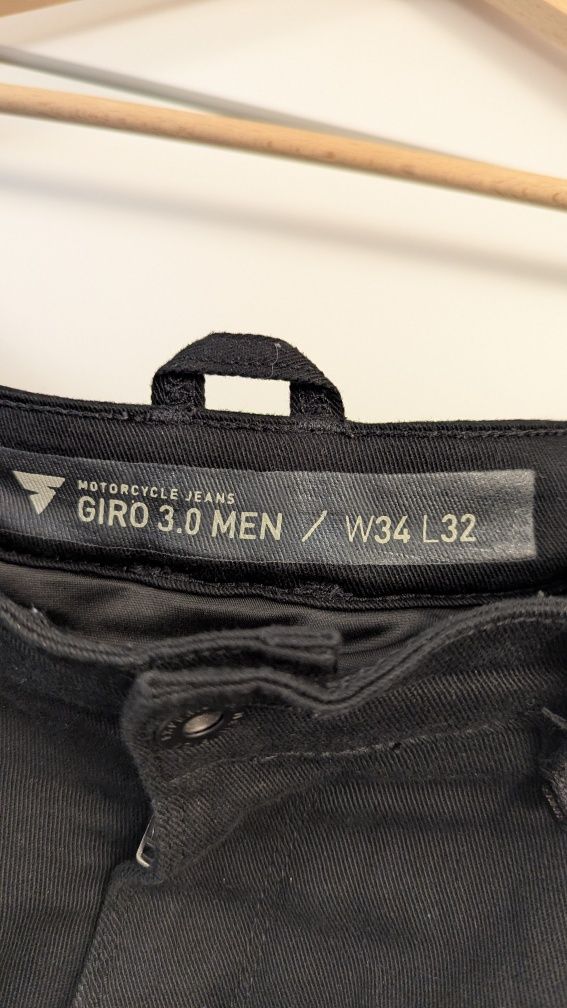 MOTORCYCLE JEANS
GIRO 3.0 MEN / W34 L32